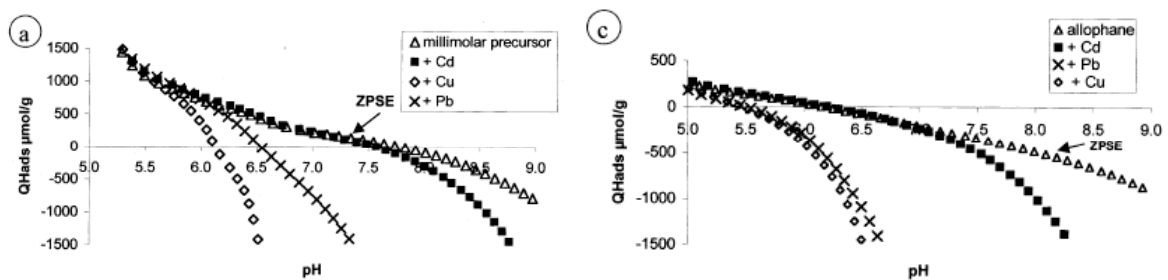 a
QHads µmol/g
1500
1000
500
0
-500
-1000
-1500
5.0 5.5 6.0 6.5 7.0 7.5 8.0 8.5 9.0
pH
ZPSE
millimolar precursor
+ Cd
+ Cu
+ Pb
c
QHads µmol/g
500
0
-500
-1000
-1500
5.0 5.5 6.0 6.5 7.0 7.5 8.0 8.5 9.0
pH
ZPSE
allophane
+ Cd
+ Pb
+ Cu